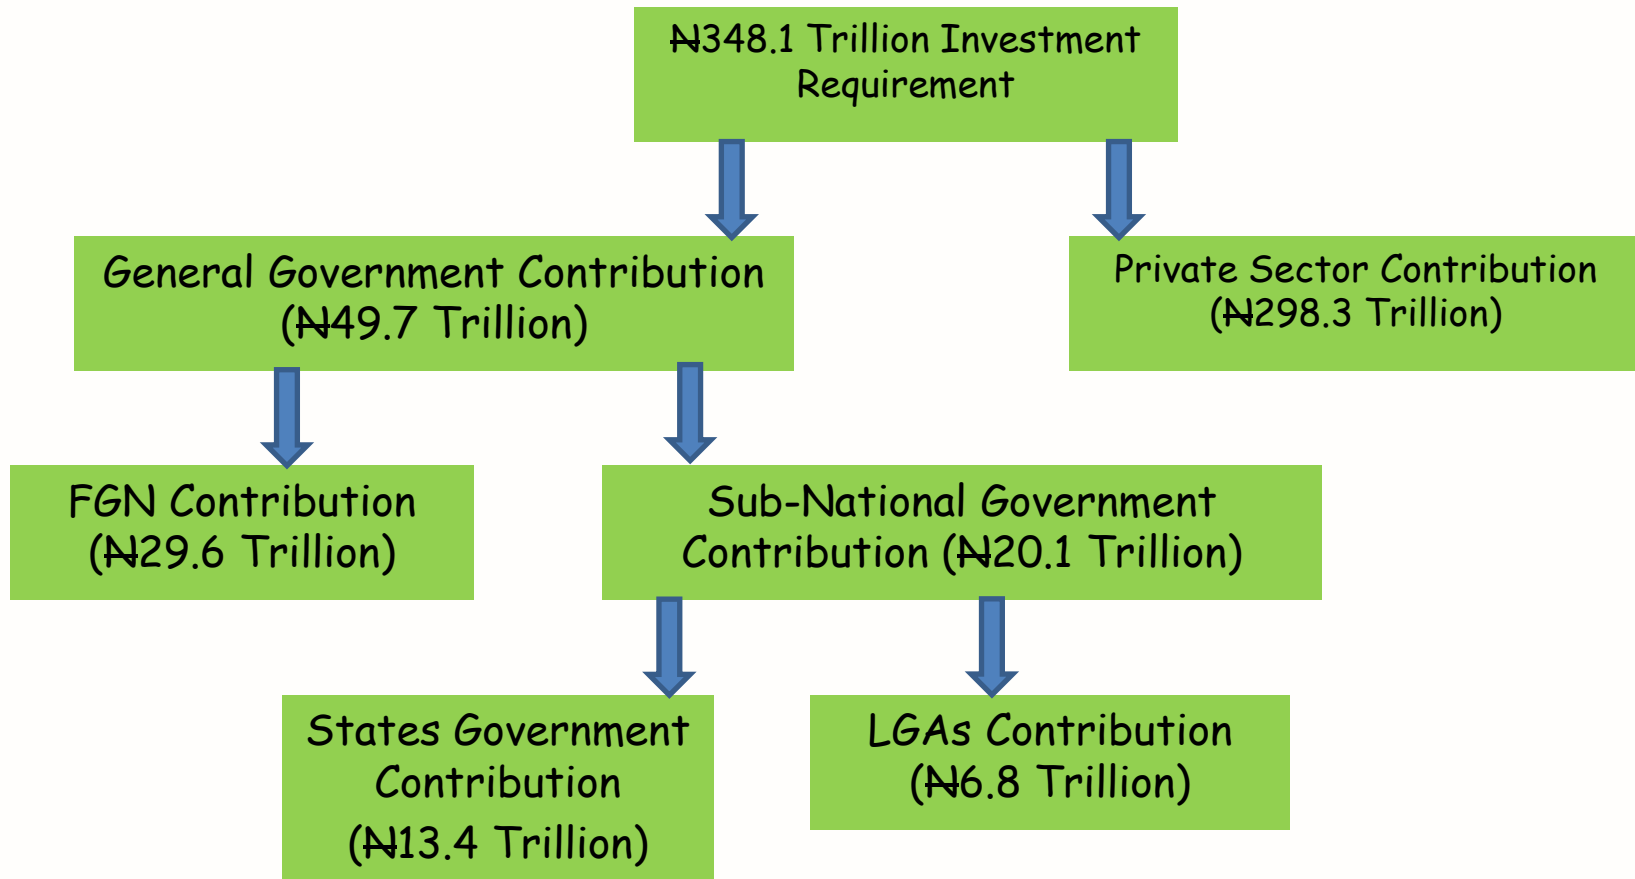 ₦348.1 Trillion Investment
Requirement
General Government Contribution
(₦49.7 Trillion)
Private Sector Contribution
(₦298.3 Trillion)
FGN Contribution
(₦29.6 Trillion)
Sub-National Government
Contribution (₦20.1 Trillion)
States Government
Contribution
(₦13.4 Trillion)
LGAs Contribution
(₦6.8 Trillion)